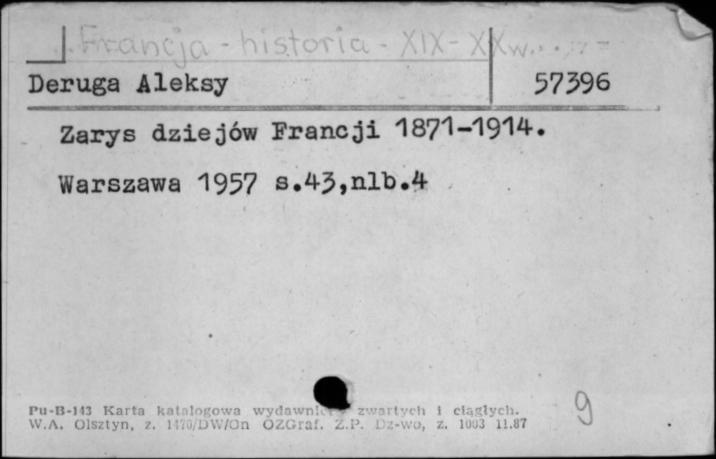 Francja - historia - XIX - XX w.
Deruga Aleksy 57396
Zarys dziejów Francji 1871-1914.
Warszawa 1957 s.43,nlb.4
9
Pu-B-143 Karta katalogowa zwartych i ciągłych.
W.A. Olsztyn, z. 1470/DW/On OZGraf. Z.P. Dz-wo, z. 1003 11.87